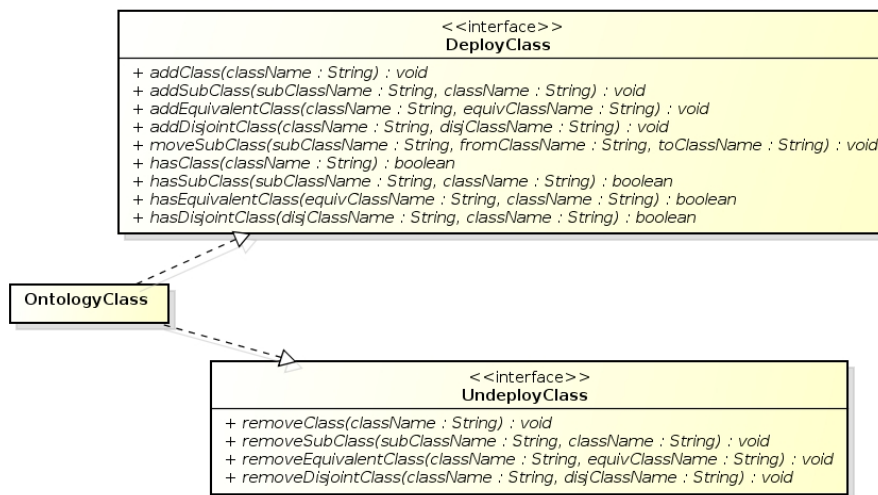 <<interface>>
DeployClass
+ addClass(className : String) : void
+ addSubClass(subClassName : String, className : String) : void
+ addEquivalentClass(className : String, equivClassName : String) : void
+ addDisjointClass(className : String, disjClassName : String) : void
+ moveSubClass(subClassName : String, fromClassName : String, toClassName : String) : void
+ hasClass(className : String) : boolean
+ hasSubClass(subClassName : String, className : String) : boolean
+ hasEquivalentClass(equivClassName : String, className : String) : boolean
+ hasDisjointClass(disjClassName : String, className : String) : boolean
OntologyClass
<<interface>>
UndeployClass
+ removeClass(className : String) : void
+ removeSubClass(subClassName : String, className : String) : void
+ removeEquivalentClass(className : String, equivClassName : String) : void
+ removeDisjointClass(className : String, disjClassName : String) : void